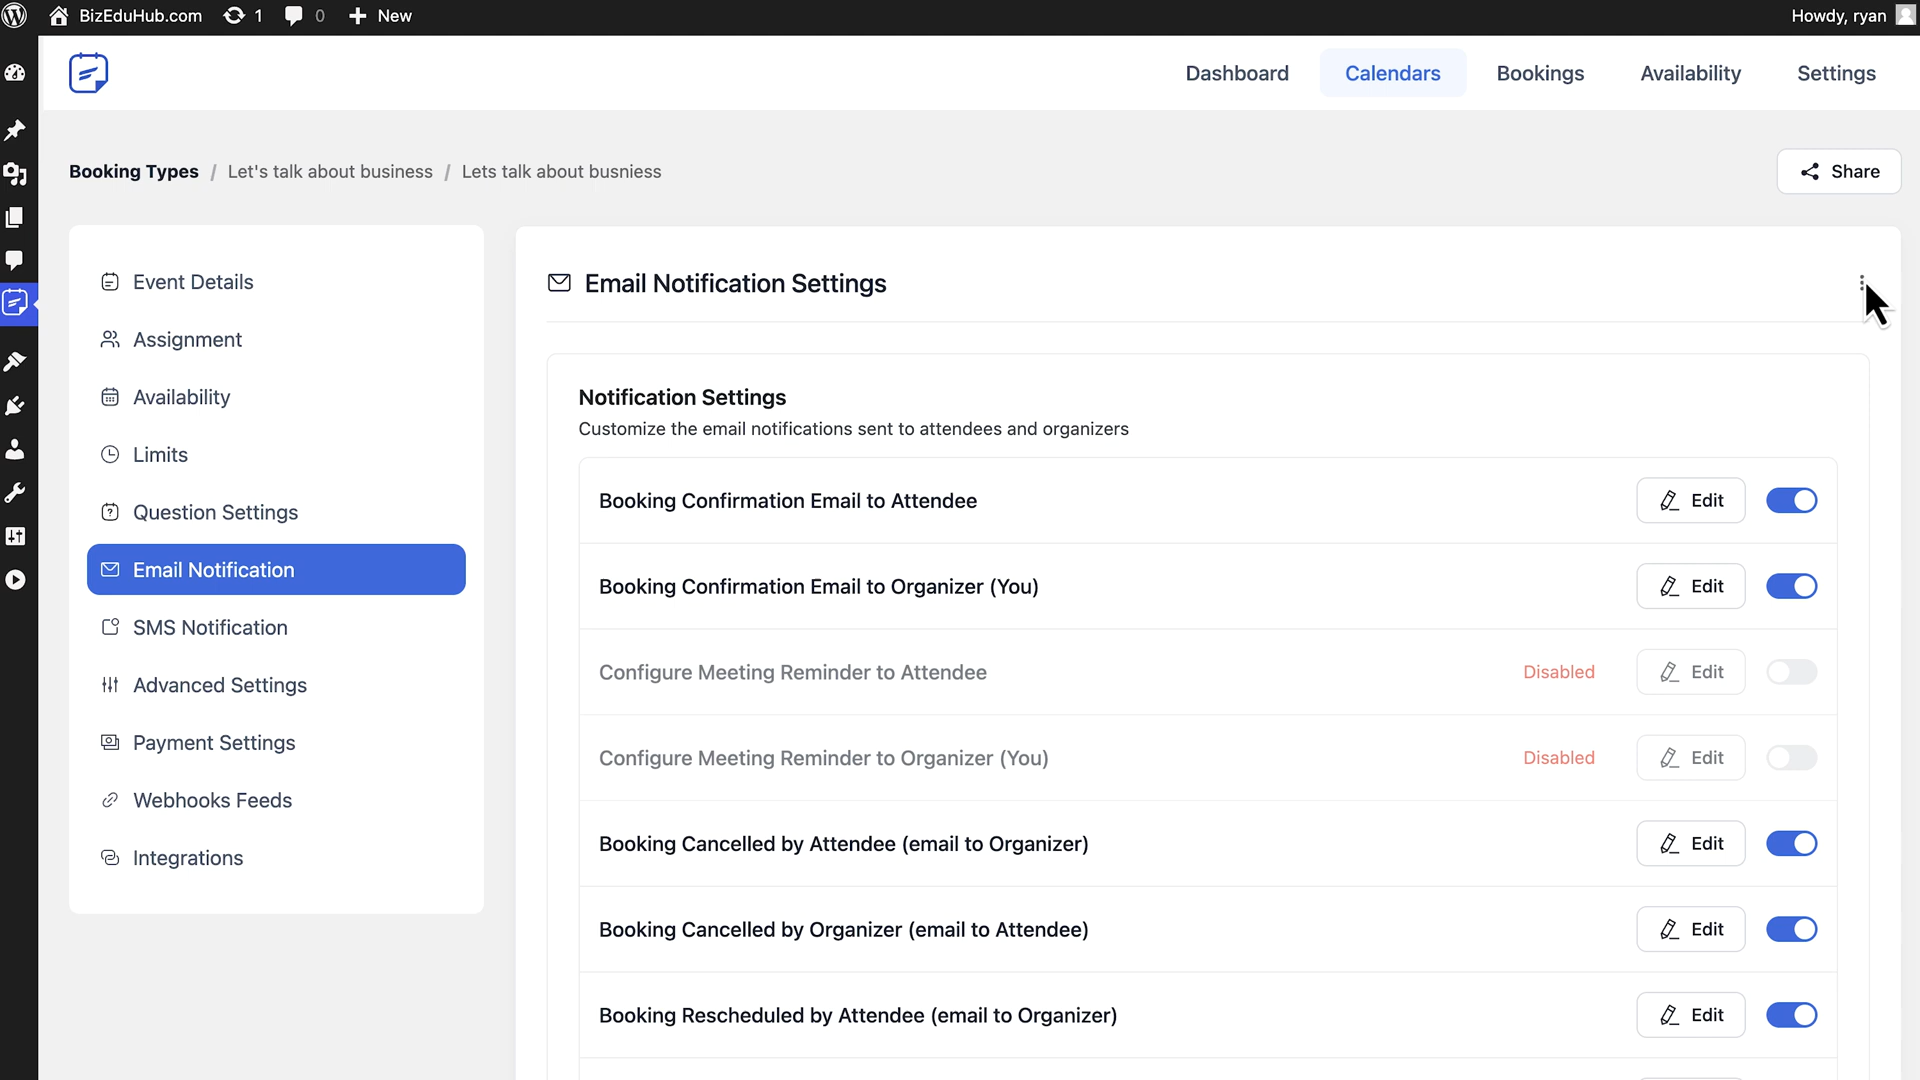 BizEduHub.com 1 0 New Howdy, ryan
Dashboard Calendars Bookings Availability Settings
Booking Types / Let's talk about business / Lets talk about busniess
Share
Event Details
Assignment
Availability
Limits
Question Settings
Email Notification
SMS Notification
Advanced Settings
Payment Settings
Webhooks Feeds
Integrations
Email Notification Settings
Notification Settings
Customize the email notifications sent to attendees and organizers
Booking Confirmation Email to Attendee Edit
Booking Confirmation Email to Organizer (You) Edit
Configure Meeting Reminder to Attendee Disabled Edit
Configure Meeting Reminder to Organizer (You) Disabled Edit
Booking Cancelled by Attendee (email to Organizer) Edit
Booking Cancelled by Organizer (email to Attendee) Edit
Booking Rescheduled by Attendee (email to Organizer) Edit